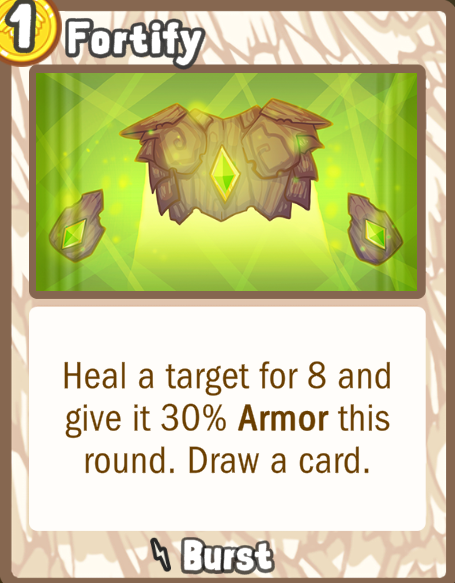 1 Fortify
Heal a target for 8 and
give it 30% Armor this
round. Draw a card.
Burst